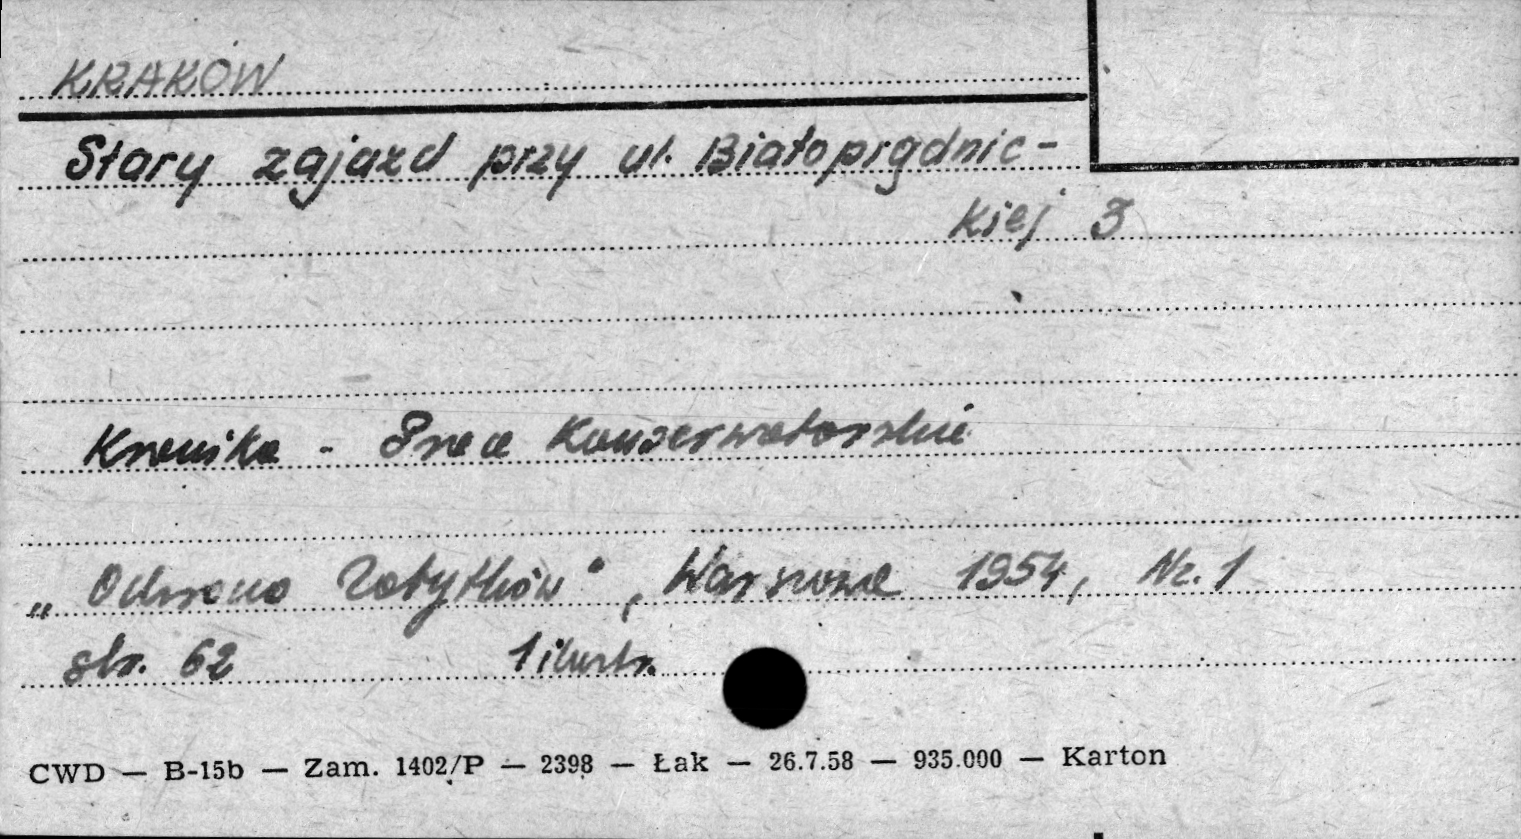 KRAKÓW
Stary zajazd przy ul. Białoprądnic-
kiej 3
Kronika - Prace Konserwatorskie
„Ochrona Zabytków", Warszawa 1954, Nr. 1
str. 62 1 ilustr.
CWD — B-15b — Zam. 1402/P — 2398 — Łak — 26.7.58 — 935.000 — Karton